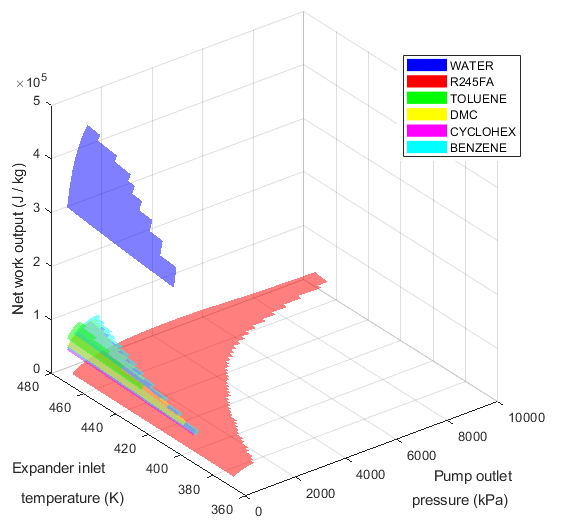 WATER
R245FA
TOLUENE
DMC
CYCLOHEX
BENZENE
×10^5
5
4
3
2
1
0
Net work output (J / kg)
480
460
440
420
400
380
360
Expander inlet
temperature (K)
0
2000
4000
6000
8000
10000
Pump outlet
pressure (kPa)